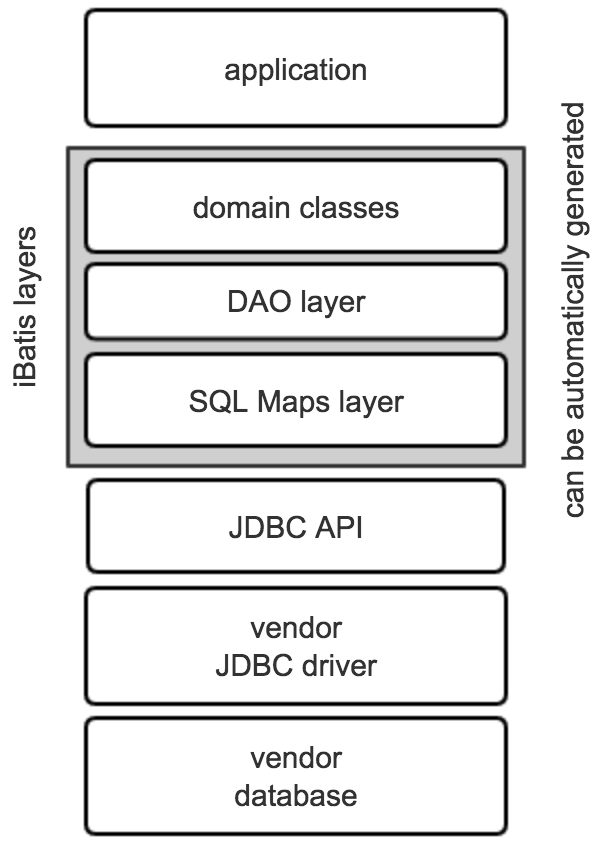 application
iBatis layers
domain classes
DAO layer
SQL Maps layer
can be automatically generated
JDBC API
vendor
JDBC driver
vendor
database